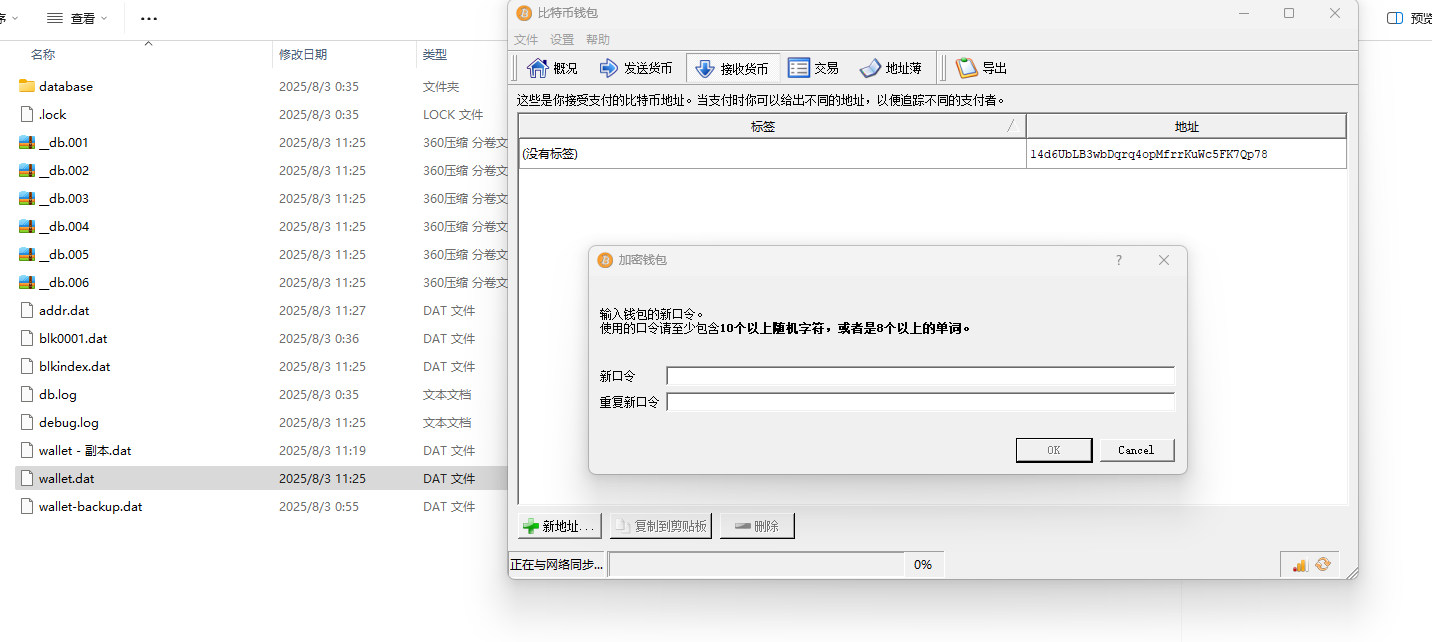 序
查看
预览
名称
修改日期
类型
database
2025/8/3 0:35
文件夹
.lock
2025/8/3 0:35
LOCK 文件
__db.001
2025/8/3 11:25
360压缩 分卷文
__db.002
2025/8/3 11:25
360压缩 分卷文
__db.003
2025/8/3 11:25
360压缩 分卷文
__db.004
2025/8/3 11:25
360压缩 分卷文
__db.005
2025/8/3 11:25
360压缩 分卷文
__db.006
2025/8/3 11:25
360压缩 分卷文
addr.dat
2025/8/3 11:27
DAT 文件
blk0001.dat
2025/8/3 0:36
DAT 文件
blkindex.dat
2025/8/3 11:25
DAT 文件
db.log
2025/8/3 0:35
文本文档
debug.log
2025/8/3 11:25
文本文档
wallet - 副本.dat
2025/8/3 11:19
DAT 文件
wallet.dat
2025/8/3 11:25
DAT 文件
wallet-backup.dat
2025/8/3 0:55
DAT 文件
比特币钱包
文件 设置 帮助
概况 发送货币 接收货币 交易 地址薄 导出
这些是你接受支付的比特币地址。当支付时你可以给出不同的地址，以便追踪不同的支付者。
标签
地址
(没有标签)
14d6UbLB3wbDqrq4opMfrrKuWc5FK7Qp78
加密钱包
?
输入钱包的新口令。
使用的口令请至少包含10个以上随机字符，或者是8个以上的单词。
新口令
重复新口令
OK
Cancel
新地址...
复制到剪贴板
删除
正在与网络同步...
0%